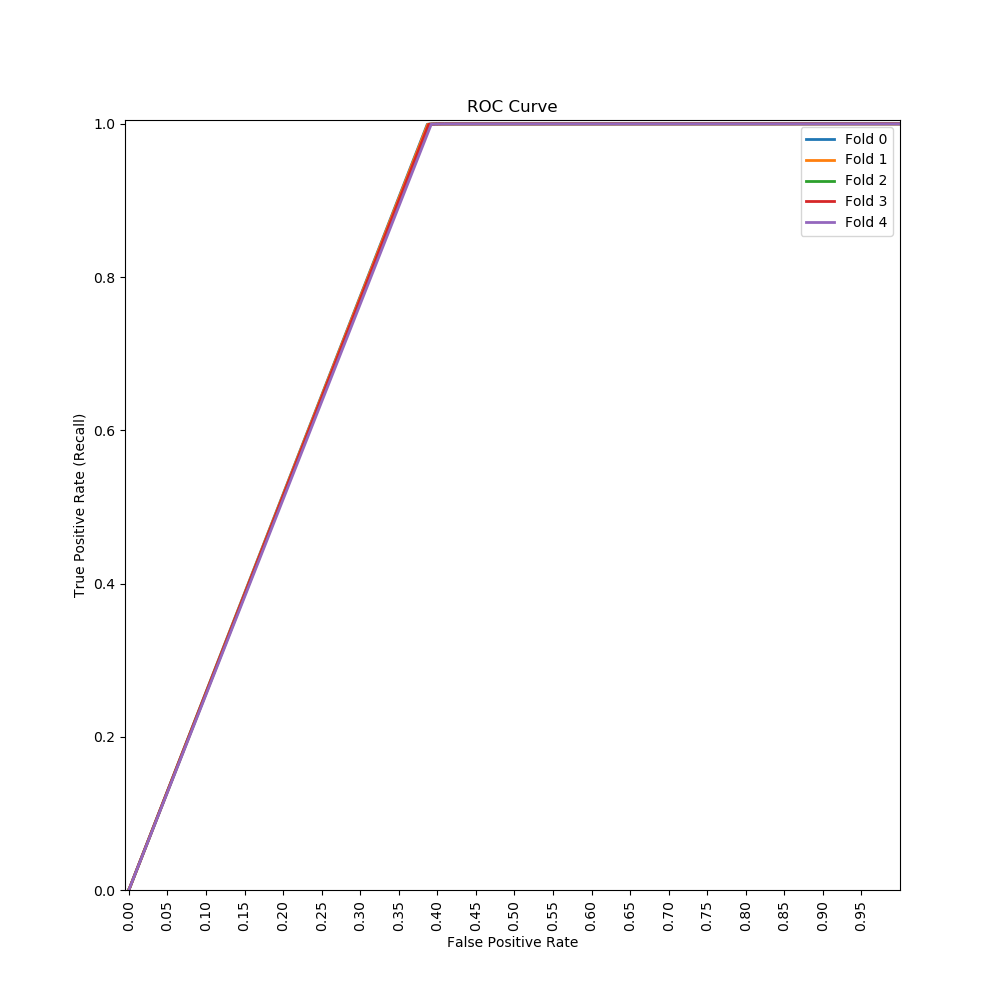 ROC Curve
1.0
0.8
0.6
0.4
0.2
0.0
True Positive Rate (Recall)
Fold 0
Fold 1
Fold 2
Fold 3
Fold 4
0.00 0.05 0.10 0.15 0.20 0.25 0.30 0.35 0.40 0.45 0.50 0.55 0.60 0.65 0.70 0.75 0.80 0.85 0.90 0.95
False Positive Rate